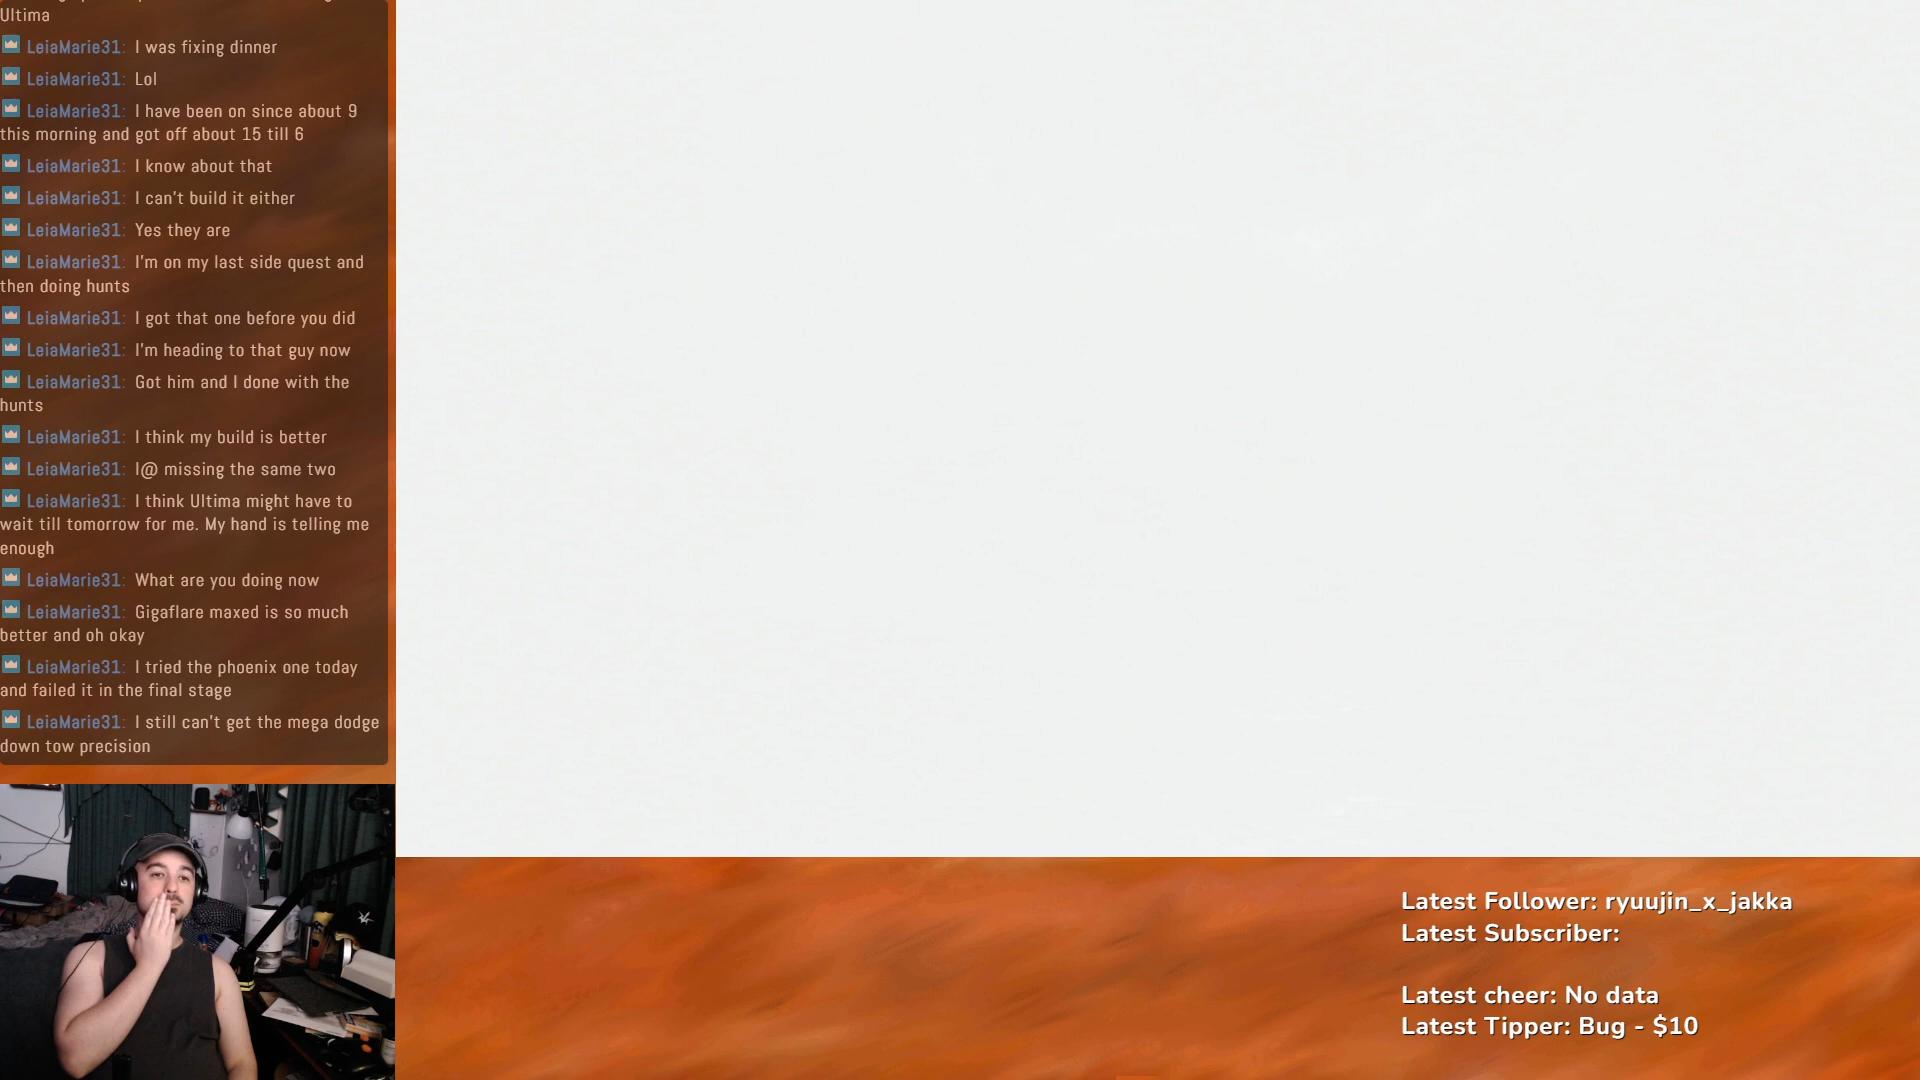 Ultima
LeiaMarie31: I was fixing dinner
LeiaMarie31: Lol
LeiaMarie31: I have been on since about 9
this morning and got off about 15 till 6
LeiaMarie31: I know about that
LeiaMarie31: I can't build it either
LeiaMarie31: Yes they are
LeiaMarie31: I'm on my last side quest and
then doing hunts
LeiaMarie31: I got that one before you did
LeiaMarie31: I'm heading to that guy now
LeiaMarie31: Got him and I done with the
hunts
LeiaMarie31: I think my build is better
LeiaMarie31: I@ missing the same two
LeiaMarie31: I think Ultima might have to
wait till tomorrow for me. My hand is telling me
enough
LeiaMarie31: What are you doing now
LeiaMarie31: Gigaflare maxed is so much
better and oh okay
LeiaMarie31: I tried the phoenix one today
and failed it in the final stage
LeiaMarie31: I still can't get the mega dodge
down tow precision
Latest Follower: ryuujin_x_jakka
Latest Subscriber:
Latest cheer: No data
Latest Tipper: Bug - $10